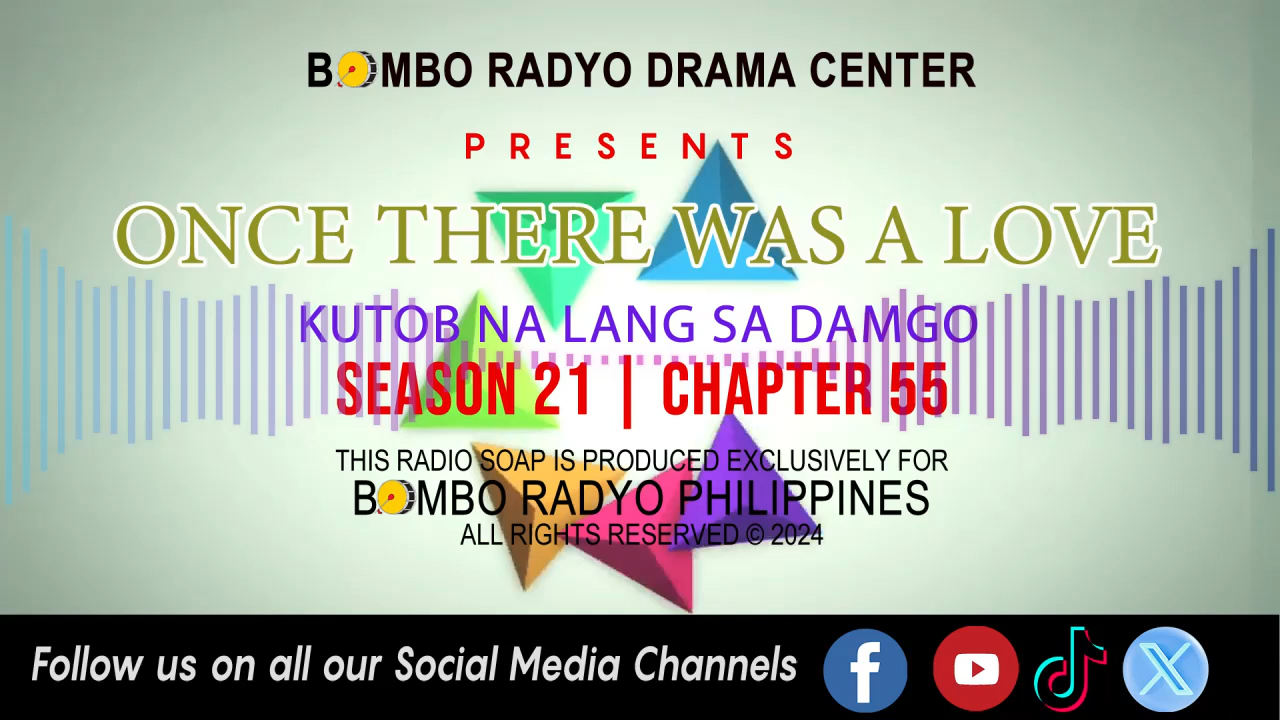 BOMBO RADYO DRAMA CENTER
PRESENTS
ONCE THERE WAS A LOVE
KUTOB NA LANG SA DAMGO
SEASON 21 | CHAPTER 55
THIS RADIO SOAP IS PRODUCED EXCLUSIVELY FOR
BOMBO RADYO PHILIPPINES
ALL RIGHTS RESERVED © 2024
Follow us on all our Social Media Channels